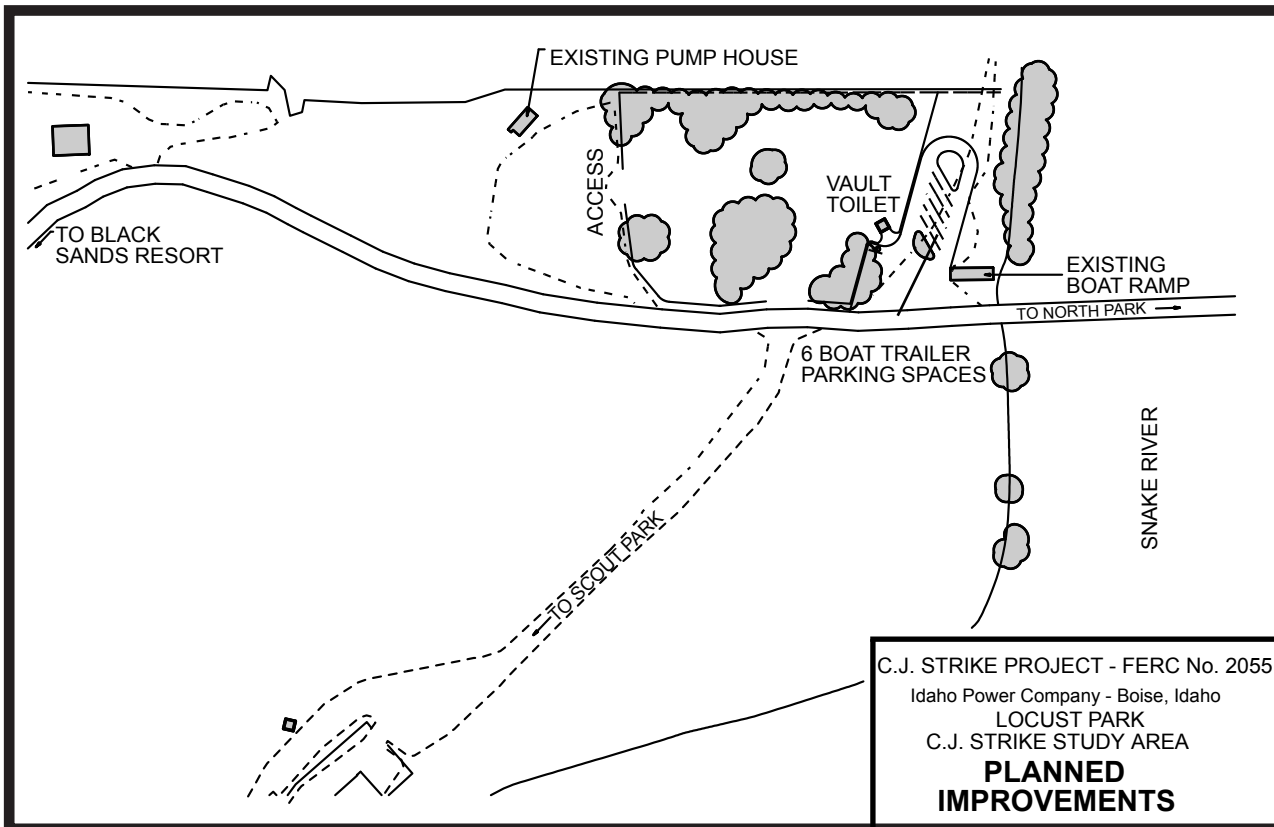 EXISTING PUMP HOUSE
ACCESS
VAULT
TOILET
TO BLACK
SANDS RESORT
EXISTING
BOAT RAMP
TO NORTH PARK
6 BOAT TRAILER
PARKING SPACES
SNAKE RIVER
TO SCOUT PARK
C.J. STRIKE PROJECT - FERC No. 2055
Idaho Power Company - Boise, Idaho
LOCUST PARK
C.J. STRIKE STUDY AREA
PLANNED
IMPROVEMENTS